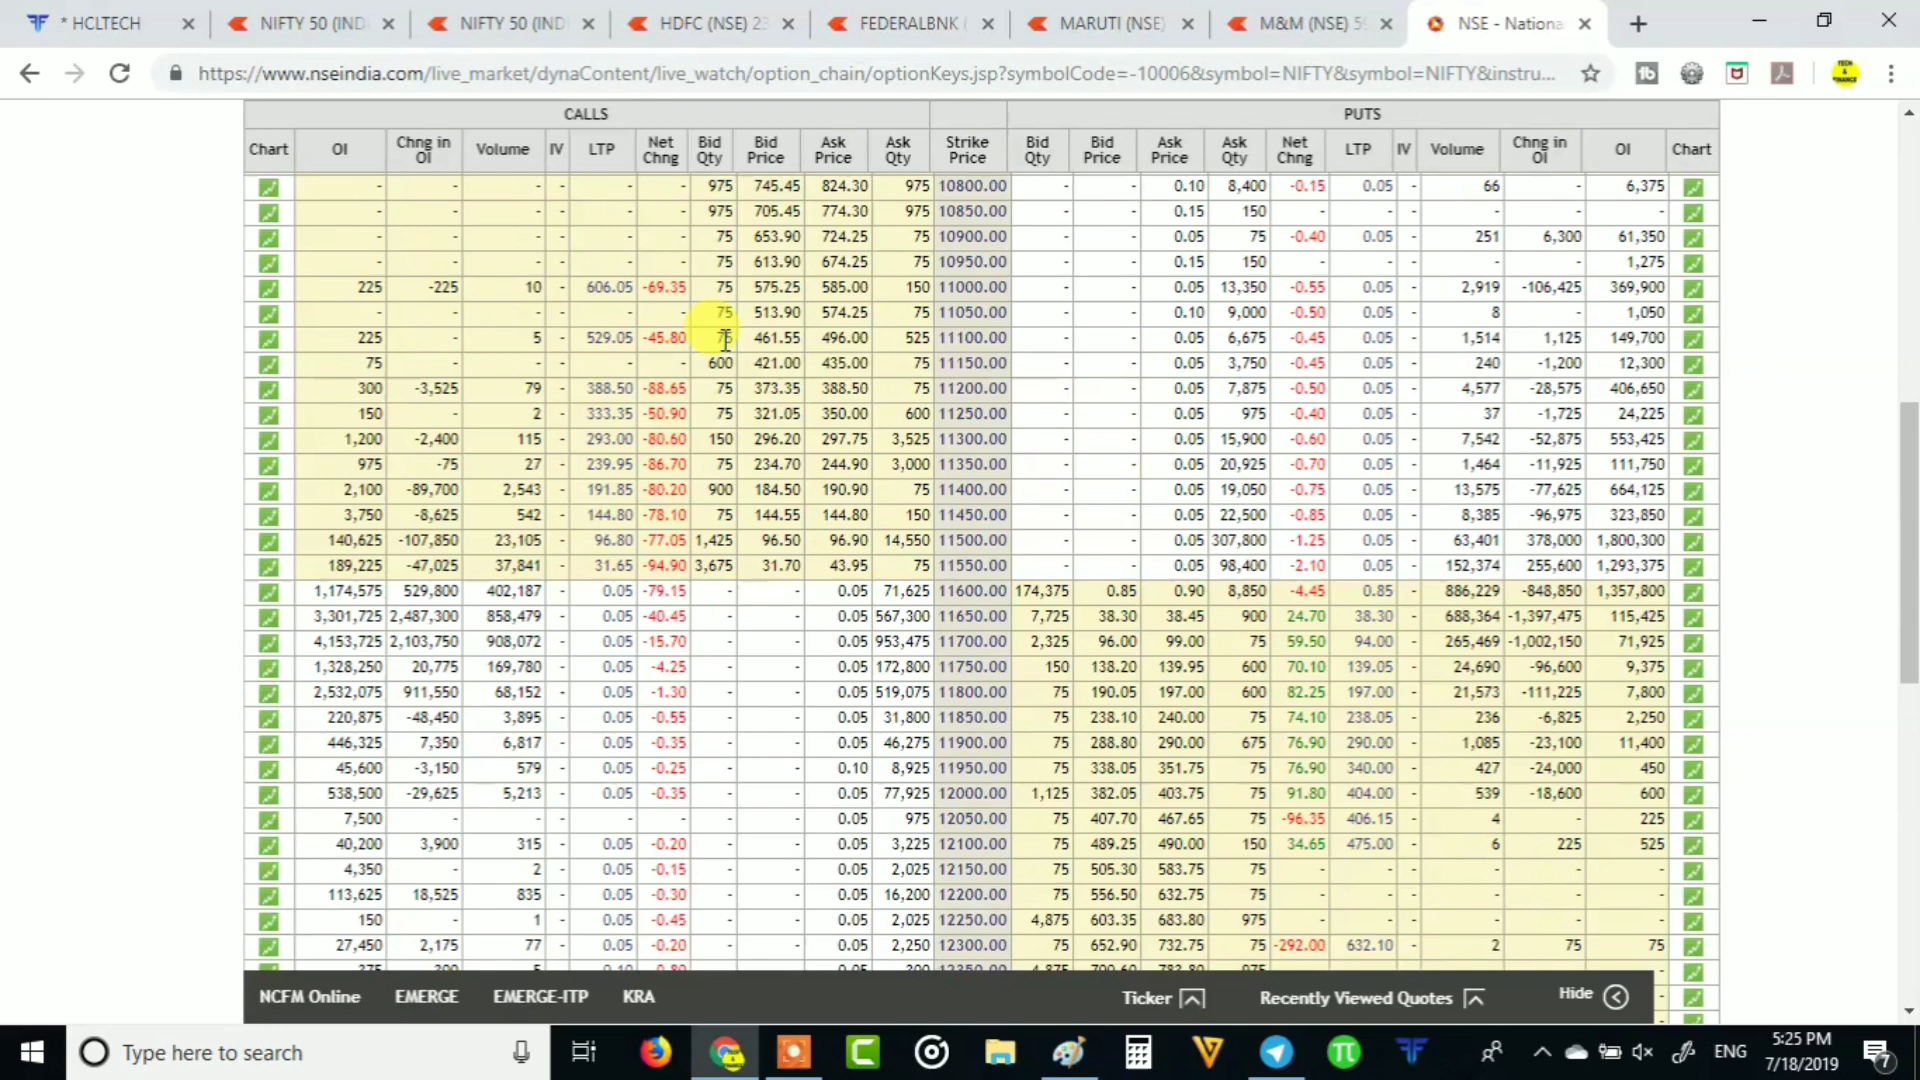 * HCLTECH NIFTY 50 (IND NIFTY 50 (IND HDFC (NSE) 23 FEDERALBNK ( MARUTI (NSE) M&M (NSE) 5 NSE - Nationa
https://www.nseindia.com/live_market/dynaContent/live_watch/option_chain/optionKeys.jsp?symbolCode=-10006&symbol=NIFTY&symbol=NIFTY&instru...
CALLS PUTS
Chart OI Chng in OI Volume IV LTP Net Chng Bid Qty Bid Price Ask Price Ask Qty Strike Price Bid Qty Bid Price Ask Price Ask Qty Net Chng LTP IV Volume Chng in OI OI Chart
- - - - - - 975 745.45 824.30 975 10800.00 - - 0.10 8,400 -0.15 0.05 - 66 - 6,375
- - - - - - 975 705.45 774.30 975 10850.00 - - 0.15 150 - - - - - -
- - - - - - 75 653.90 724.25 75 10900.00 - - 0.05 75 -0.40 0.05 - 251 6,300 61,350
- - - - - - 75 613.90 674.25 75 10950.00 - - 0.15 150 - - - - - 1,275
225 -225 10 - 606.05 -69.35 75 575.25 585.00 150 11000.00 - - 0.05 13,350 -0.55 0.05 - 2,919 -106,425 369,900
- - - - - - 75 513.90 574.25 75 11050.00 - - 0.10 9,000 -0.50 0.05 - 8 - 1,050
225 - 5 - 529.05 -45.80 75 461.55 496.00 525 11100.00 - - 0.05 6,675 -0.45 0.05 - 1,514 1,125 149,700
75 - - - - - 600 421.00 435.00 75 11150.00 - - 0.05 3,750 -0.45 0.05 - 240 -1,200 12,300
300 -3,525 79 - 388.50 -88.65 75 373.35 388.50 75 11200.00 - - 0.05 7,875 -0.50 0.05 - 4,577 -28,575 406,650
150 - 2 - 333.35 -50.90 75 321.05 350.00 600 11250.00 - - 0.05 975 -0.40 0.05 - 37 -1,725 24,225
1,200 -2,400 115 - 293.00 -80.60 150 296.20 297.75 3,525 11300.00 - - 0.05 15,900 -0.60 0.05 - 7,542 -52,875 553,425
975 -75 27 - 239.95 -86.70 75 234.70 244.90 3,000 11350.00 - - 0.05 20,925 -0.70 0.05 - 1,464 -11,925 111,750
2,100 -89,700 2,543 - 191.85 -80.20 900 184.50 190.90 75 11400.00 - - 0.05 19,050 -0.75 0.05 - 13,575 -77,625 664,125
3,750 -8,625 542 - 144.80 -78.10 75 144.55 144.80 150 11450.00 - - 0.05 22,500 -0.85 0.05 - 8,385 -96,975 323,850
140,625 -107,850 23,105 - 96.80 -77.05 1,425 96.50 96.90 14,550 11500.00 - - 0.05 307,800 -1.25 0.05 - 63,401 378,000 1,800,300
189,225 -47,025 37,841 - 31.65 -94.90 3,675 31.70 43.95 75 11550.00 - - 0.05 98,400 -2.10 0.05 - 152,374 255,600 1,293,375
1,174,575 529,800 402,187 - 0.05 -79.15 - - 0.05 71,625 11600.00 174,375 0.85 0.90 8,850 -4.45 0.85 - 886,229 -848,850 1,357,800
3,301,725 2,487,300 858,479 - 0.05 -40.45 - - 0.05 567,300 11650.00 7,725 38.30 38.45 900 24.70 38.30 - 688,364 -1,397,475 115,425
4,153,725 2,103,750 908,072 - 0.05 -15.70 - - 0.05 953,475 11700.00 2,325 96.00 99.00 75 59.50 94.00 - 265,469 -1,002,150 71,925
1,328,250 20,775 169,780 - 0.05 -4.25 - - 0.05 172,800 11750.00 150 138.20 139.95 600 70.10 139.05 - 24,690 -96,600 9,375
2,532,075 911,550 68,152 - 0.05 -1.30 - - 0.05 519,075 11800.00 75 190.05 197.00 600 82.25 197.00 - 21,573 -111,225 7,800
220,875 -48,450 3,895 - 0.05 -0.55 - - 0.05 31,800 11850.00 75 238.10 240.00 75 74.10 238.05 - 236 -6,825 2,250
446,325 7,350 6,817 - 0.05 -0.35 - - 0.05 46,275 11900.00 75 288.80 290.00 675 76.90 290.00 - 1,085 -23,100 11,400
45,600 -3,150 579 - 0.05 -0.25 - - 0.10 8,925 11950.00 75 338.05 351.75 75 76.90 340.00 - 427 -24,000 450
538,500 -29,625 5,213 - 0.05 -0.35 - - 0.05 77,925 12000.00 1,125 382.05 403.75 75 91.80 404.00 - 539 -18,600 600
7,500 - - - - - - - 0.05 975 12050.00 75 407.70 467.65 75 -96.35 406.15 - 4 - 225
40,200 3,900 315 - 0.05 -0.20 - - 0.05 3,225 12100.00 75 489.25 490.00 150 34.65 475.00 - 6 225 525
4,350 - 2 - 0.05 -0.15 - - 0.05 2,025 12150.00 75 505.30 583.75 75 - - - - - -
113,625 18,525 835 - 0.05 -0.30 - - 0.05 16,200 12200.00 75 556.50 632.75 75 - - - - - -
150 - 1 - 0.05 -0.45 - - 0.05 2,025 12250.00 4,875 603.35 683.80 975 - - - - - -
27,450 2,175 77 - 0.05 -0.20 - - 0.05 2,250 12300.00 75 652.90 732.75 75 -292.00 632.10 - 2 75 75
NCFM Online EMERGE EMERGE-ITP KRA Ticker Recently Viewed Quotes Hide
Type here to search ENG 5:25 PM
7/18/2019 7